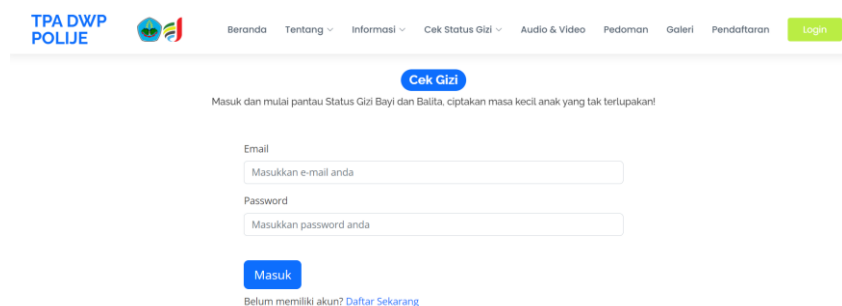 TPA DWP
POLIJE
Beranda Tentang Informasi Cek Status Gizi Audio & Video Pedoman Galeri Pendaftaran Login
Cek Gizi
Masuk dan mulai pantau Status Gizi Bayi dan Balita, ciptakan masa kecil anak yang tak terlupakan!
Email
Masukkan e-mail anda
Password
Masukkan password anda
Masuk
Belum memiliki akun? Daftar Sekarang